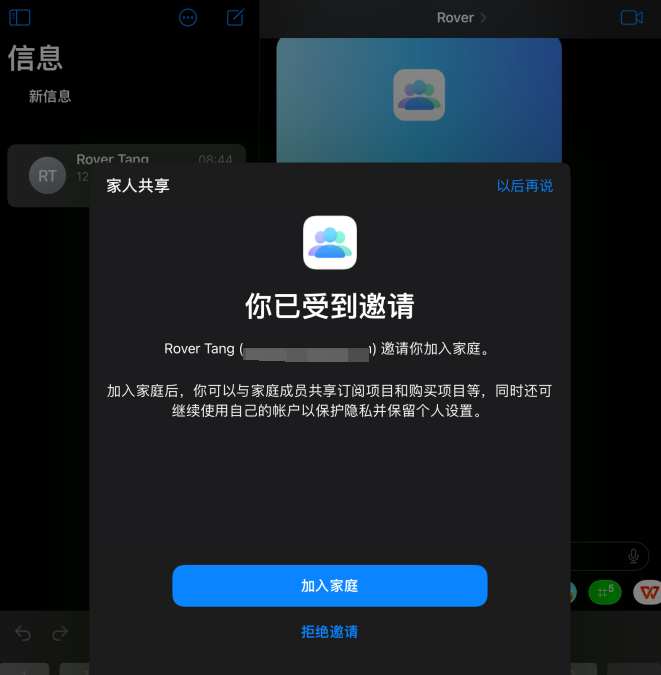 Rover
信息
新信息
Rover Tang
08:44
RT
12
家人共享
以后再说
你已受到邀请
Rover Tang (
) 邀请你加入家庭。
加入家庭后，你可以与家庭成员共享订阅项目和购买项目等，同时还可
继续使用自己的帐户以保护隐私并保留个人设置。
5
加入家庭
拒绝邀请